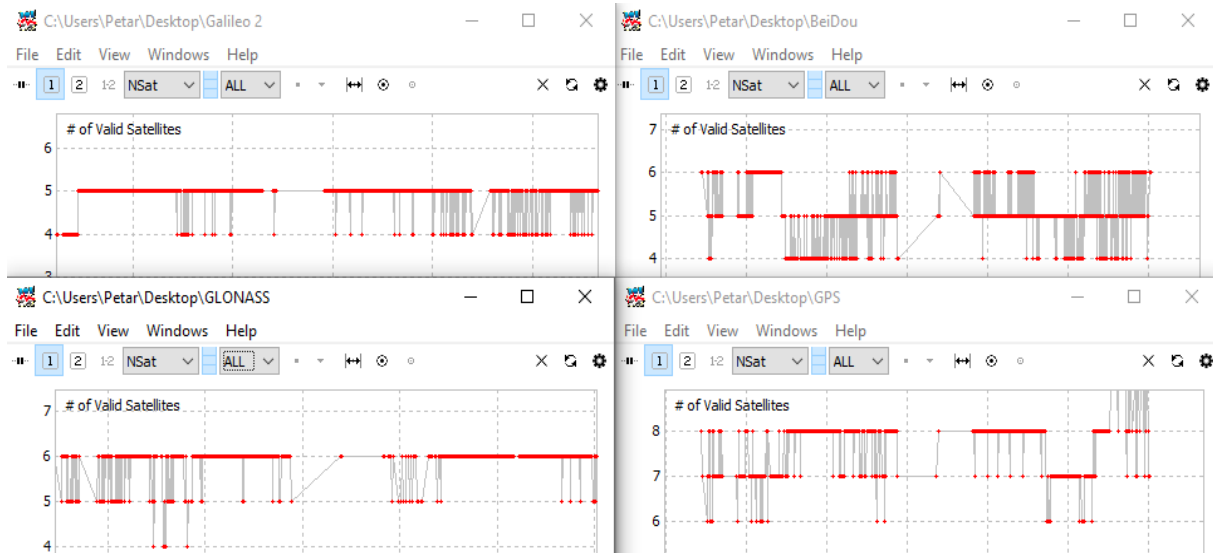 C:\Users\Petar\Desktop\Galileo 2
File Edit View Windows Help
1 2 1-2 NSat ALL
# of Valid Satellites
6
5
4
3
C:\Users\Petar\Desktop\BeiDou
File Edit View Windows Help
1 2 1-2 NSat ALL
# of Valid Satellites
7
6
5
4
C:\Users\Petar\Desktop\GLONASS
File Edit View Windows Help
1 2 1-2 NSat ALL
# of Valid Satellites
7
6
5
4
C:\Users\Petar\Desktop\GPS
File Edit View Windows Help
1 2 1-2 NSat ALL
# of Valid Satellites
8
7
6